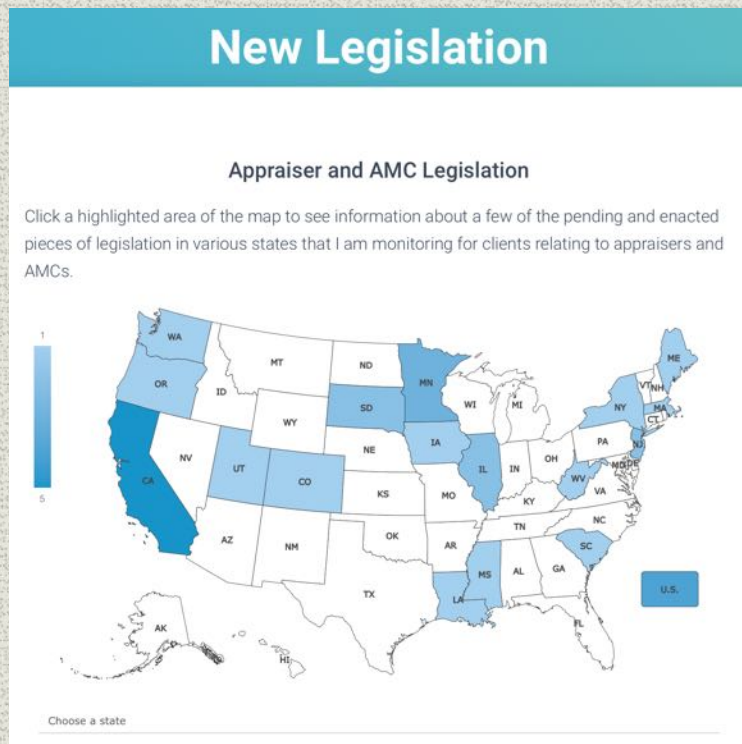 New Legislation
Appraiser and AMC Legislation
Click a highlighted area of the map to see information about a few of the pending and enacted
pieces of legislation in various states that I am monitoring for clients relating to appraisers and
AMCs.
1
5
WA
MT
ND
ME
OR
ID
MN
VT
NH
SD
WI
MI
NY
MA
WY
CT
IA
PA
NJ
NE
NV
OH
IL
IN
MD
DE
CA
UT
CO
WV
VA
KS
MO
KY
NC
TN
AZ
NM
OK
AR
SC
MS
AL
GA
U.S.
TX
LA
FL
AK
HI
Choose a state